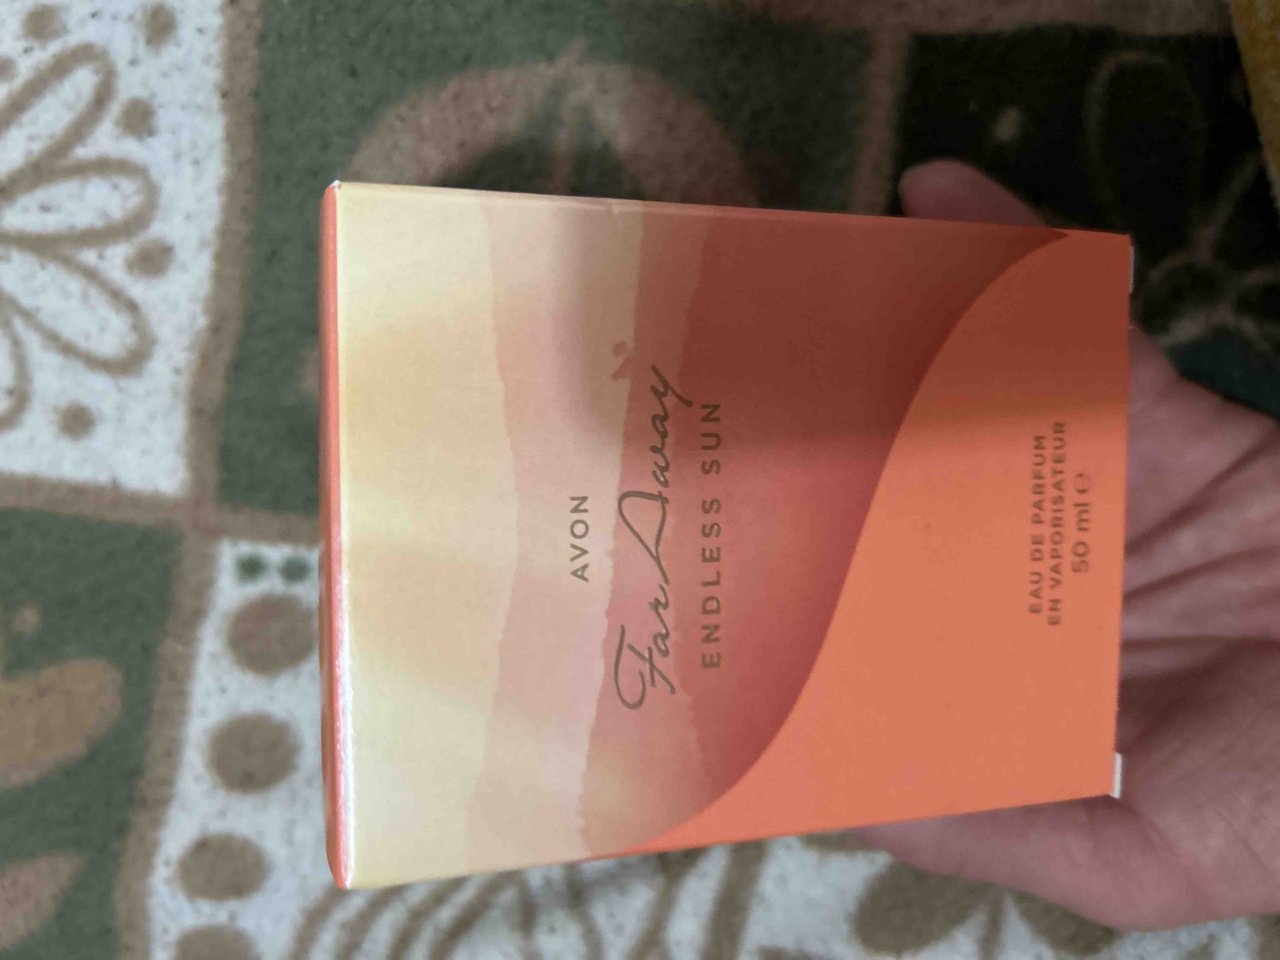 AVON
Far Away
ENDLESS SUN
EAU DE PARFUM
EN VAPORISATEUR
50 ml ℮